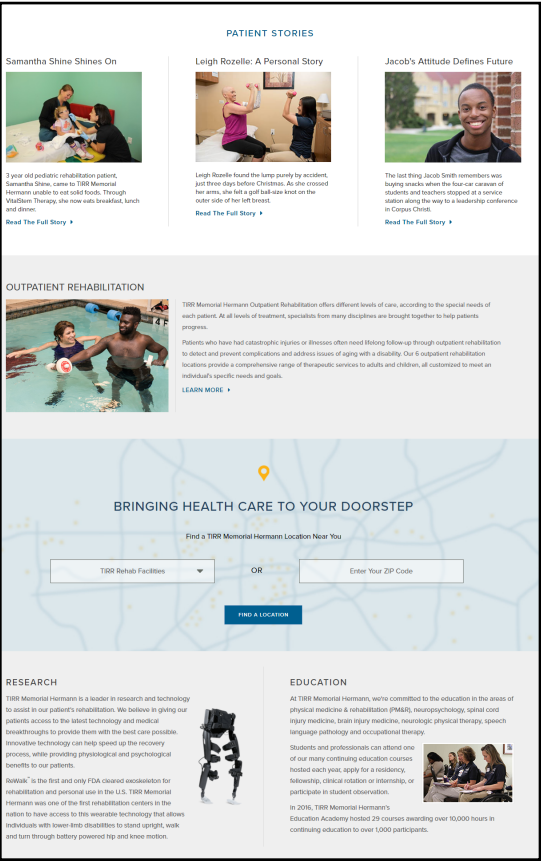 PATIENT STORIES
Samantha Shine Shines On
3 year old pediatric rehabilitation patient,
Samantha Shine, came to TIRR Memorial
Hermann unable to eat solid foods. Through
VitalStem Therapy, she now eats breakfast, lunch
and dinner.
Read The Full Story
Leigh Rozelle: A Personal Story
Leigh Rozelle found the lump purely by accident,
just three days before Christmas. As she crossed
her arms, she felt a golf ball-size knot on the
outer side of her left breast.
Read The Full Story
Jacob's Attitude Defines Future
The last thing Jacob Smith remembers was
buying snacks when the four-car caravan of
students and teachers stopped at a service
station along the way to a leadership conference
in Corpus Christi.
Read The Full Story
OUTPATIENT REHABILITATION
TIRR Memorial Hermann Outpatient Rehabilitation offers different levels of care, according to the special needs of
each patient. At all levels of treatment, specialists from many disciplines are brought together to help patients
progress.
Patients who have had catastrophic injuries or illnesses often need lifelong follow-up through outpatient rehabilitation
to detect and prevent complications and address issues of aging with a disability. Our 6 outpatient rehabilitation
locations provide a comprehensive range of therapeutic services to adults and children, all customized to meet an
individual's specific needs and goals.
LEARN MORE
BRINGING HEALTH CARE TO YOUR DOORSTEP
Find a TIRR Memorial Hermann Location Near You
TIRR Rehab Facilities
OR
Enter Your ZIP Code
FIND A LOCATION
RESEARCH
TIRR Memorial Hermann is a leader in research and technology
to assist in our patient's rehabilitation. We believe in giving our
patients access to the latest technology and medical
breakthroughs to provide them with the best care possible.
Innovative technology can help speed up the recovery
process, while providing physiological and psychological
benefits to our patients.
ReWalk™ is the first and only FDA cleared exoskeleton for
rehabilitation and personal use in the U.S. TIRR Memorial
Hermann was one of the first rehabilitation centers in the
nation to have access to this wearable technology that allows
individuals with lower-limb disabilities to stand upright, walk
and turn through battery powered hip and knee motion.
EDUCATION
At TIRR Memorial Hermann, we're committed to the education in the areas of
physical medicine & rehabilitation (PM&R), neuropsychology, spinal cord
injury medicine, brain injury medicine, neurologic physical therapy, speech
language pathology and occupational therapy.
Students and professionals can attend one
of our many continuing education courses
hosted each year, apply for a residency,
fellowship, clinical rotation or internship, or
participate in student observation.
In 2016, TIRR Memorial Hermann's
Education Academy hosted 29 courses awarding over 10,000 hours in
continuing education to over 1,000 participants.